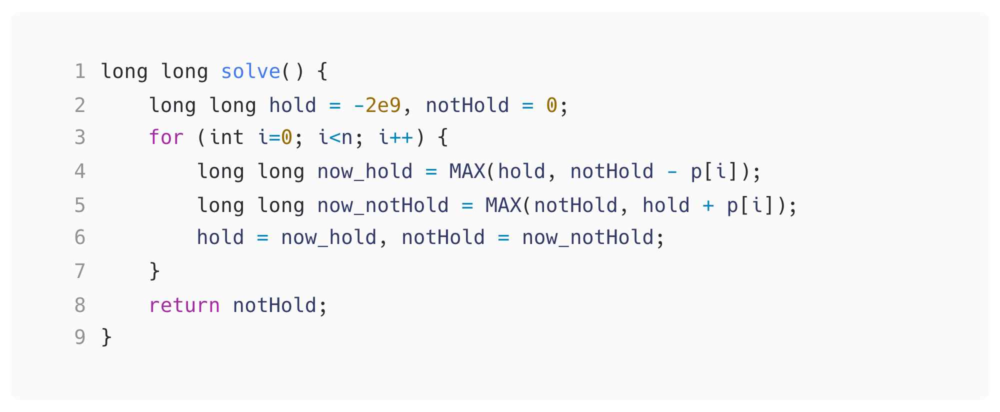 1 long long solve() {
2     long long hold = -2e9, notHold = 0;
3     for (int i=0; i<n; i++) {
4         long long now_hold = MAX(hold, notHold - p[i]);
5         long long now_notHold = MAX(notHold, hold + p[i]);
6         hold = now_hold, notHold = now_notHold;
7     }
8     return notHold;
9 }